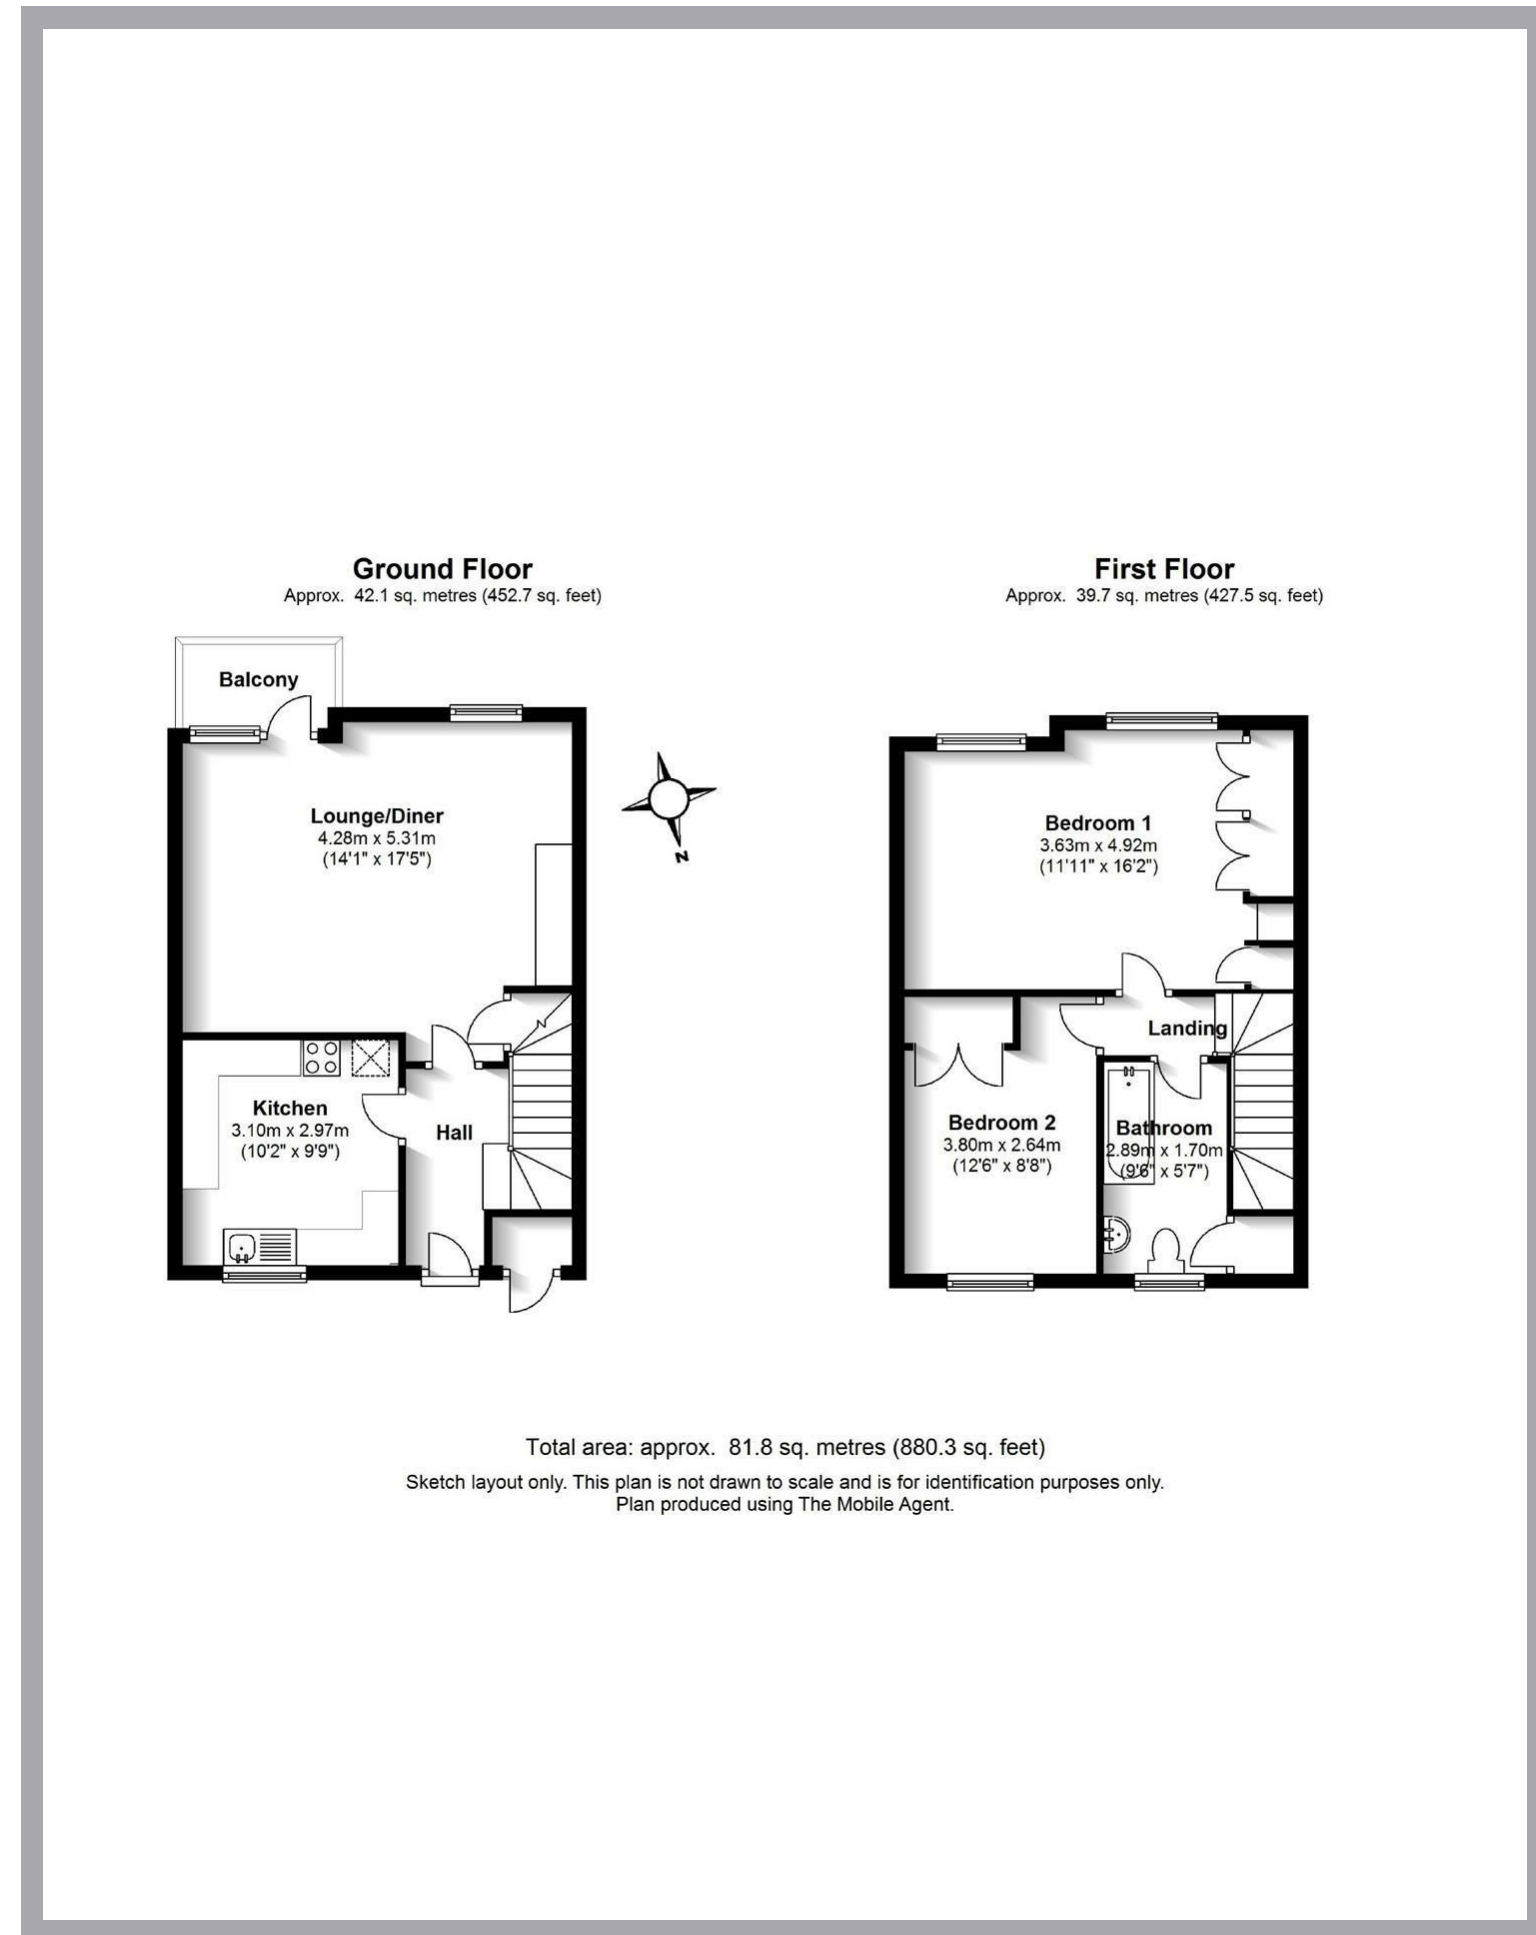 Ground Floor
Approx. 42.1 sq. metres (452.7 sq. feet)
Balcony
Lounge/Diner
4.28m x 5.31m
(14'1" x 17'5")
Kitchen
3.10m x 2.97m
(10'2" x 9'9")
Hall
N
First Floor
Approx. 39.7 sq. metres (427.5 sq. feet)
Bedroom 1
3.63m x 4.92m
(11'11" x 16'2")
Landing
Bedroom 2
3.80m x 2.64m
(12'6" x 8'8")
Bathroom
2.89m x 1.70m
(9'6" x 5'7")
Total area: approx. 81.8 sq. metres (880.3 sq. feet)
Sketch layout only. This plan is not drawn to scale and is for identification purposes only.
Plan produced using The Mobile Agent.